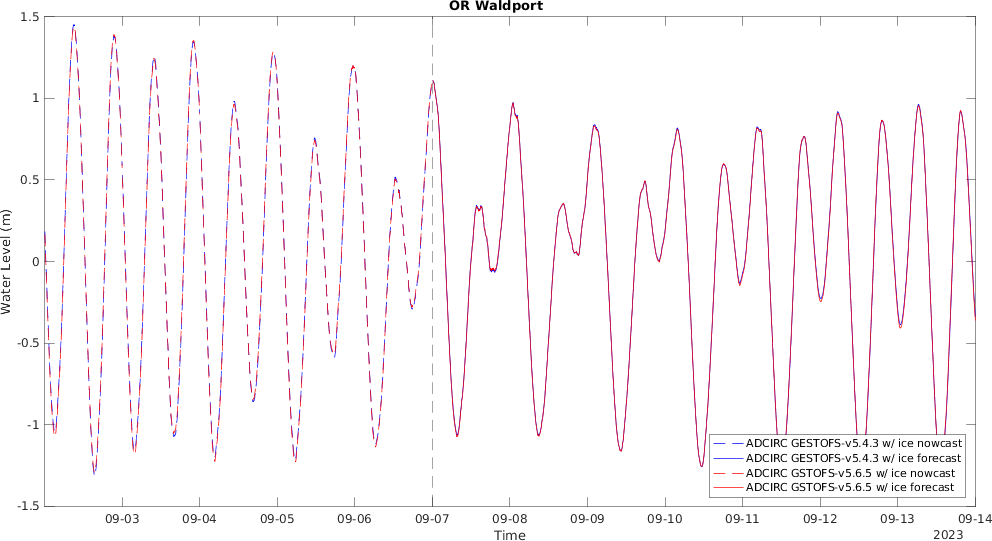 OR Waldport
1.5
1
0.5
0
-0.5
-1
-1.5
Water Level (m)
ADCIRC GESTOFS-v5.4.3 w/ ice nowcast
ADCIRC GESTOFS-v5.4.3 w/ ice forecast
ADCIRC GSTOFS-v5.6.5 w/ ice nowcast
ADCIRC GSTOFS-v5.6.5 w/ ice forecast
09-03 09-04 09-05 09-06 09-07 09-08 09-09 09-10 09-11 09-12 09-13 09-14
Time
2023